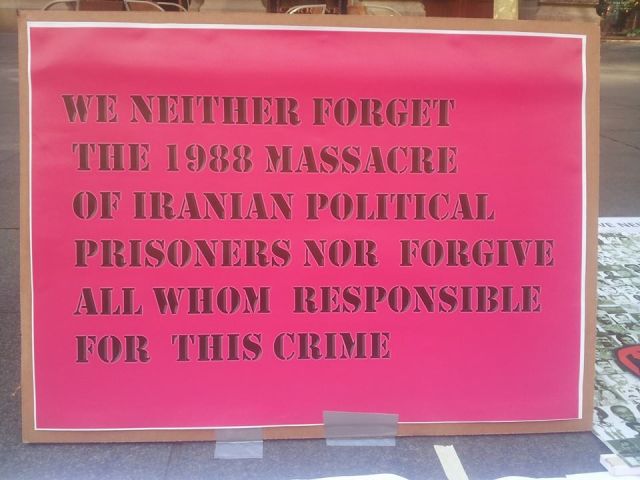 WE NEITHER FORGET
THE 1988 MASSACRE
OF IRANIAN POLITICAL
PRISONERS NOR FORGIVE
ALL WHOM RESPONSIBLE
FOR THIS CRIME